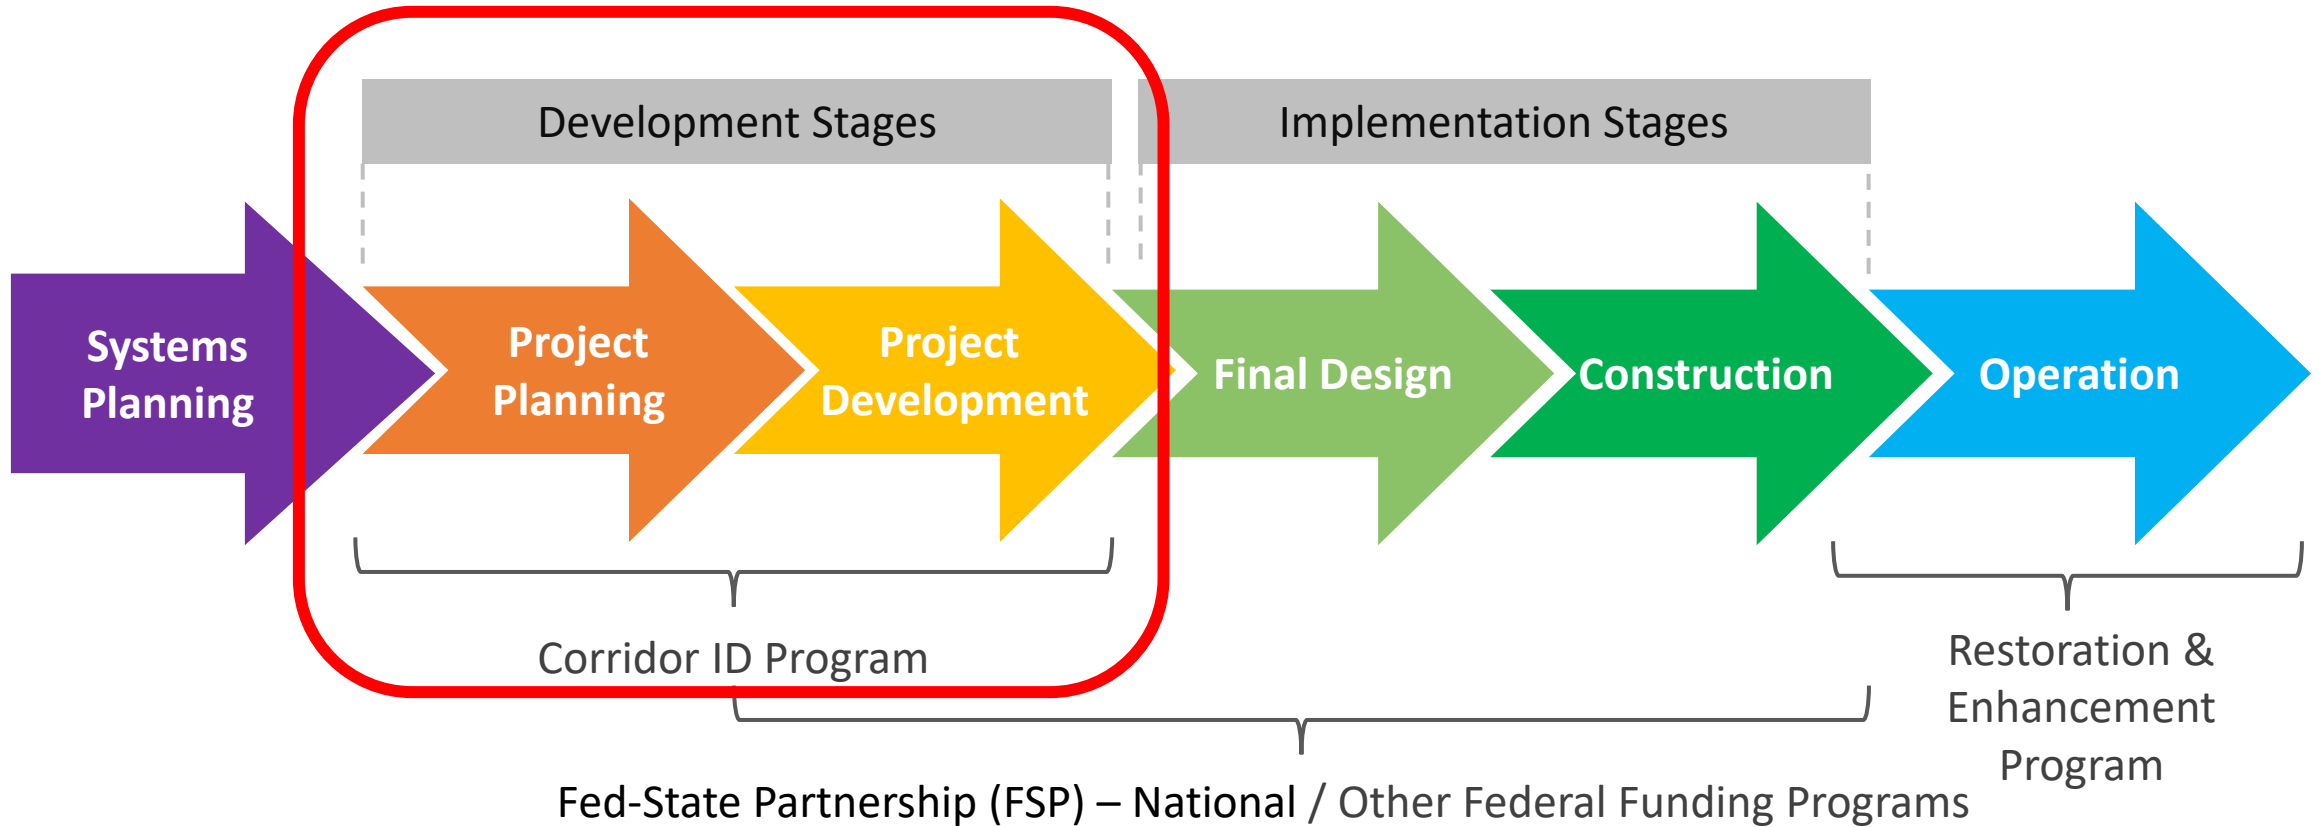 Development Stages
Implementation Stages
Systems
Planning
Project
Planning
Project
Development
Final Design
Construction
Operation
Corridor ID Program
Restoration &
Enhancement
Program
Fed-State Partnership (FSP) – National / Other Federal Funding Programs